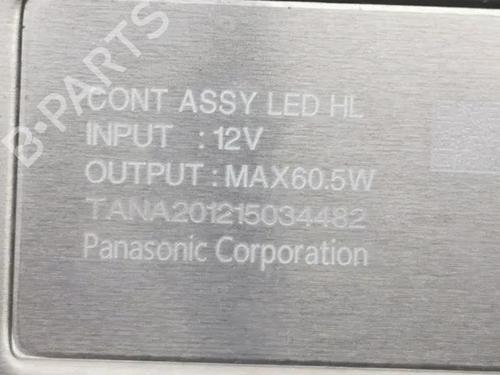 B-PARTS
CONT ASSY LED HL
INPUT : 12V
OUTPUT : MAX60.5W
TANA201215034482
Panasonic Corporation